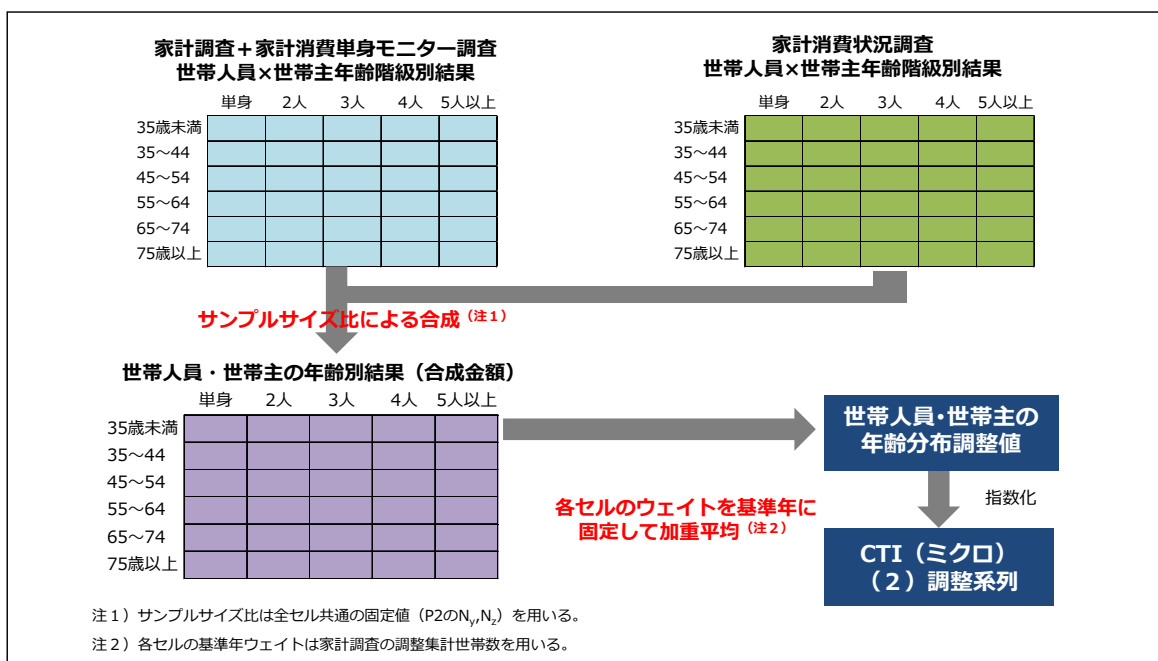 家計調査＋家計消費単身モニター調査
世帯人員×世帯主年齢階級別結果
単身 2人 3人 4人 5人以上
35歳未満
35～44
45～54
55～64
65～74
75歳以上
家計消費状況調査
世帯人員×世帯主年齢階級別結果
単身 2人 3人 4人 5人以上
35歳未満
35～44
45～54
55～64
65～74
75歳以上
サンプルサイズ比による合成（注１）
世帯人員・世帯主の年齢別結果（合成金額）
単身 2人 3人 4人 5人以上
35歳未満
35～44
45～54
55～64
65～74
75歳以上
各セルのウェイトを基準年に
固定して加重平均（注２）
世帯人員・世帯主の
年齢分布調整値
指数化
CTI（ミクロ）
（２）調整系列
注１）サンプルサイズ比は全セル共通の固定値（P2のNy,Nz）を用いる。
注２）各セルの基準年ウェイトは家計調査の調整集計世帯数を用いる。